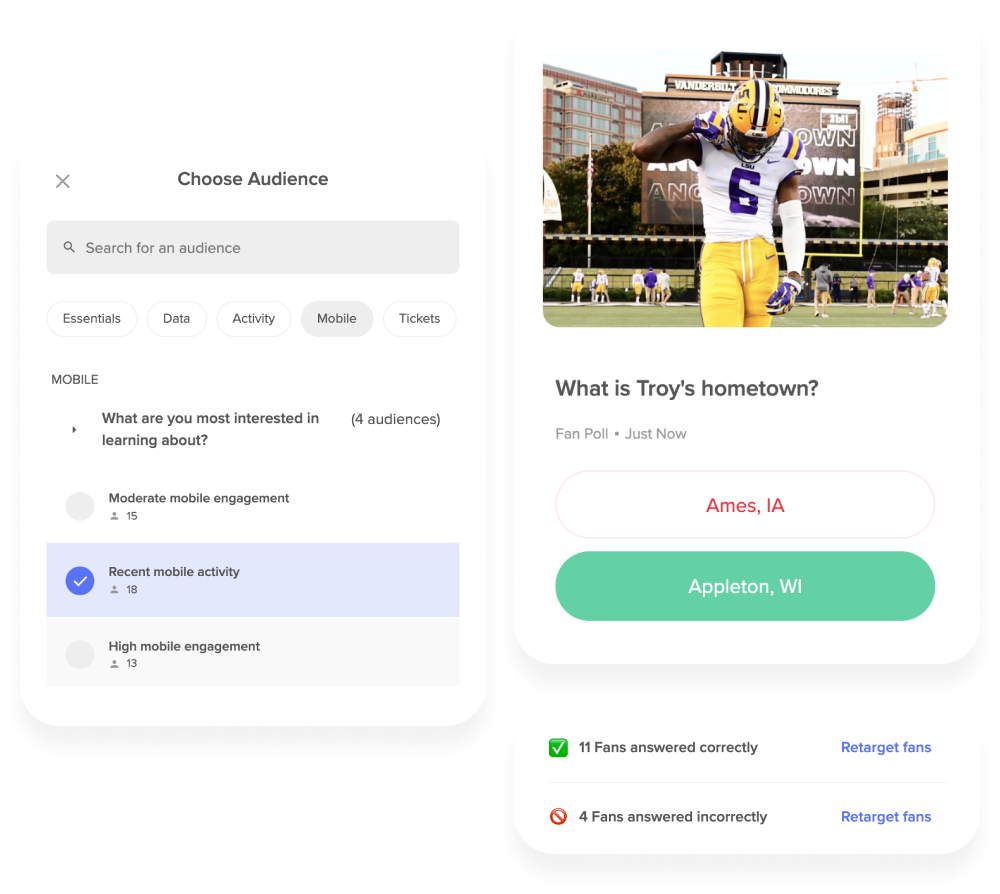 Choose Audience
Search for an audience
Essentials
Data
Activity
Mobile
Tickets
MOBILE
What are you most interested in
learning about?
(4 audiences)
Moderate mobile engagement
15
Recent mobile activity
18
High mobile engagement
13
VANDERBILT
COMMODORES
DOWN
DOWN
DOWN
LSU
6
What is Troy's hometown?
Fan Poll • Just Now
Ames, IA
Appleton, WI
11 Fans answered correctly
Retarget fans
4 Fans answered incorrectly
Retarget fans